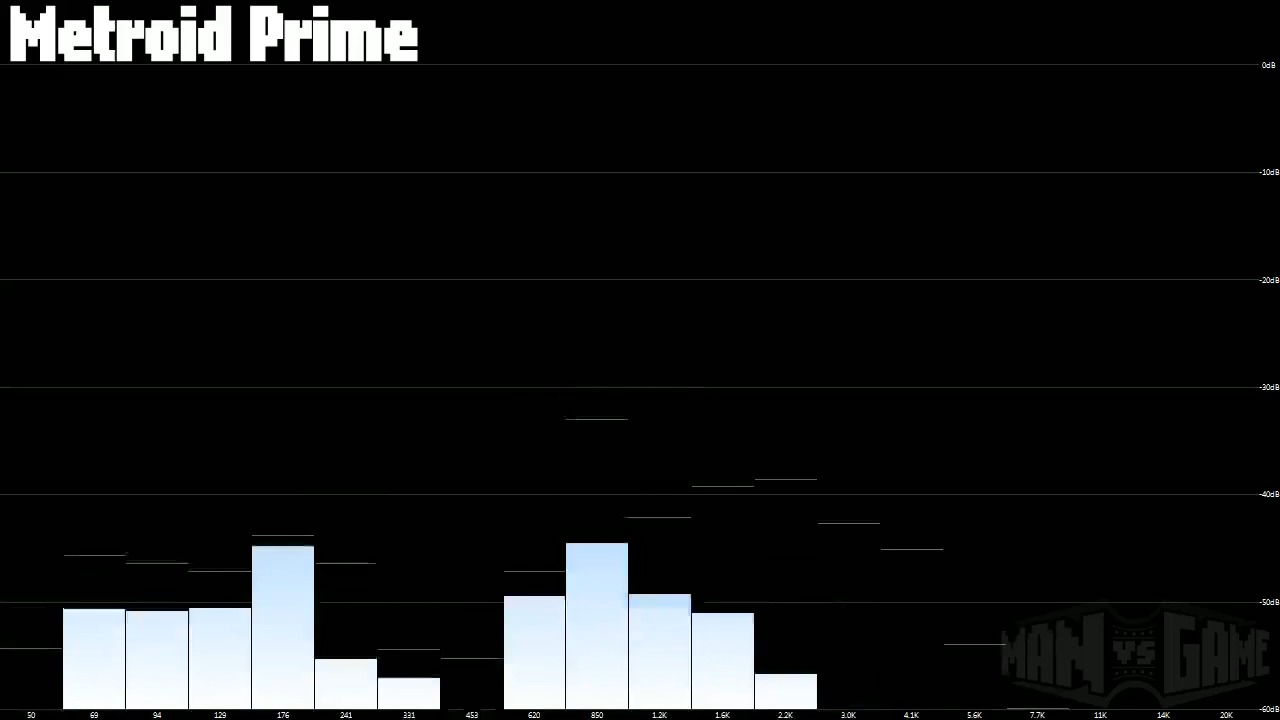 Metroid Prime
0dB
-10dB
-20dB
-30dB
-40dB
-50dB
MAN vs GAME
-60dB
50 69 94 129 176 241 331 453 620 850 1.2K 1.6K 2.2K 3.0K 4.1K 5.6K 7.7K 11K 14K 20K